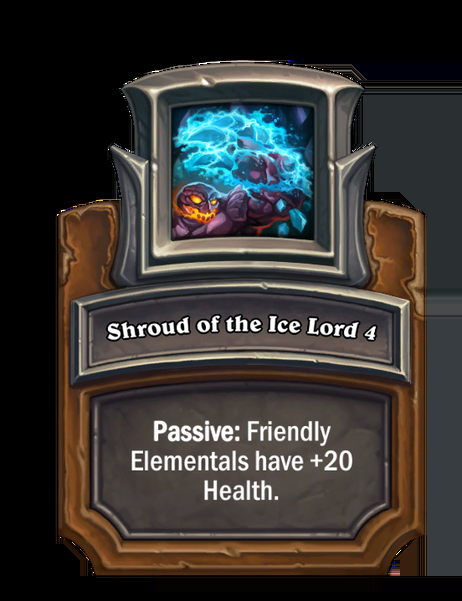 Shroud of the Ice Lord 4
Passive: Friendly
Elementals have +20
Health.